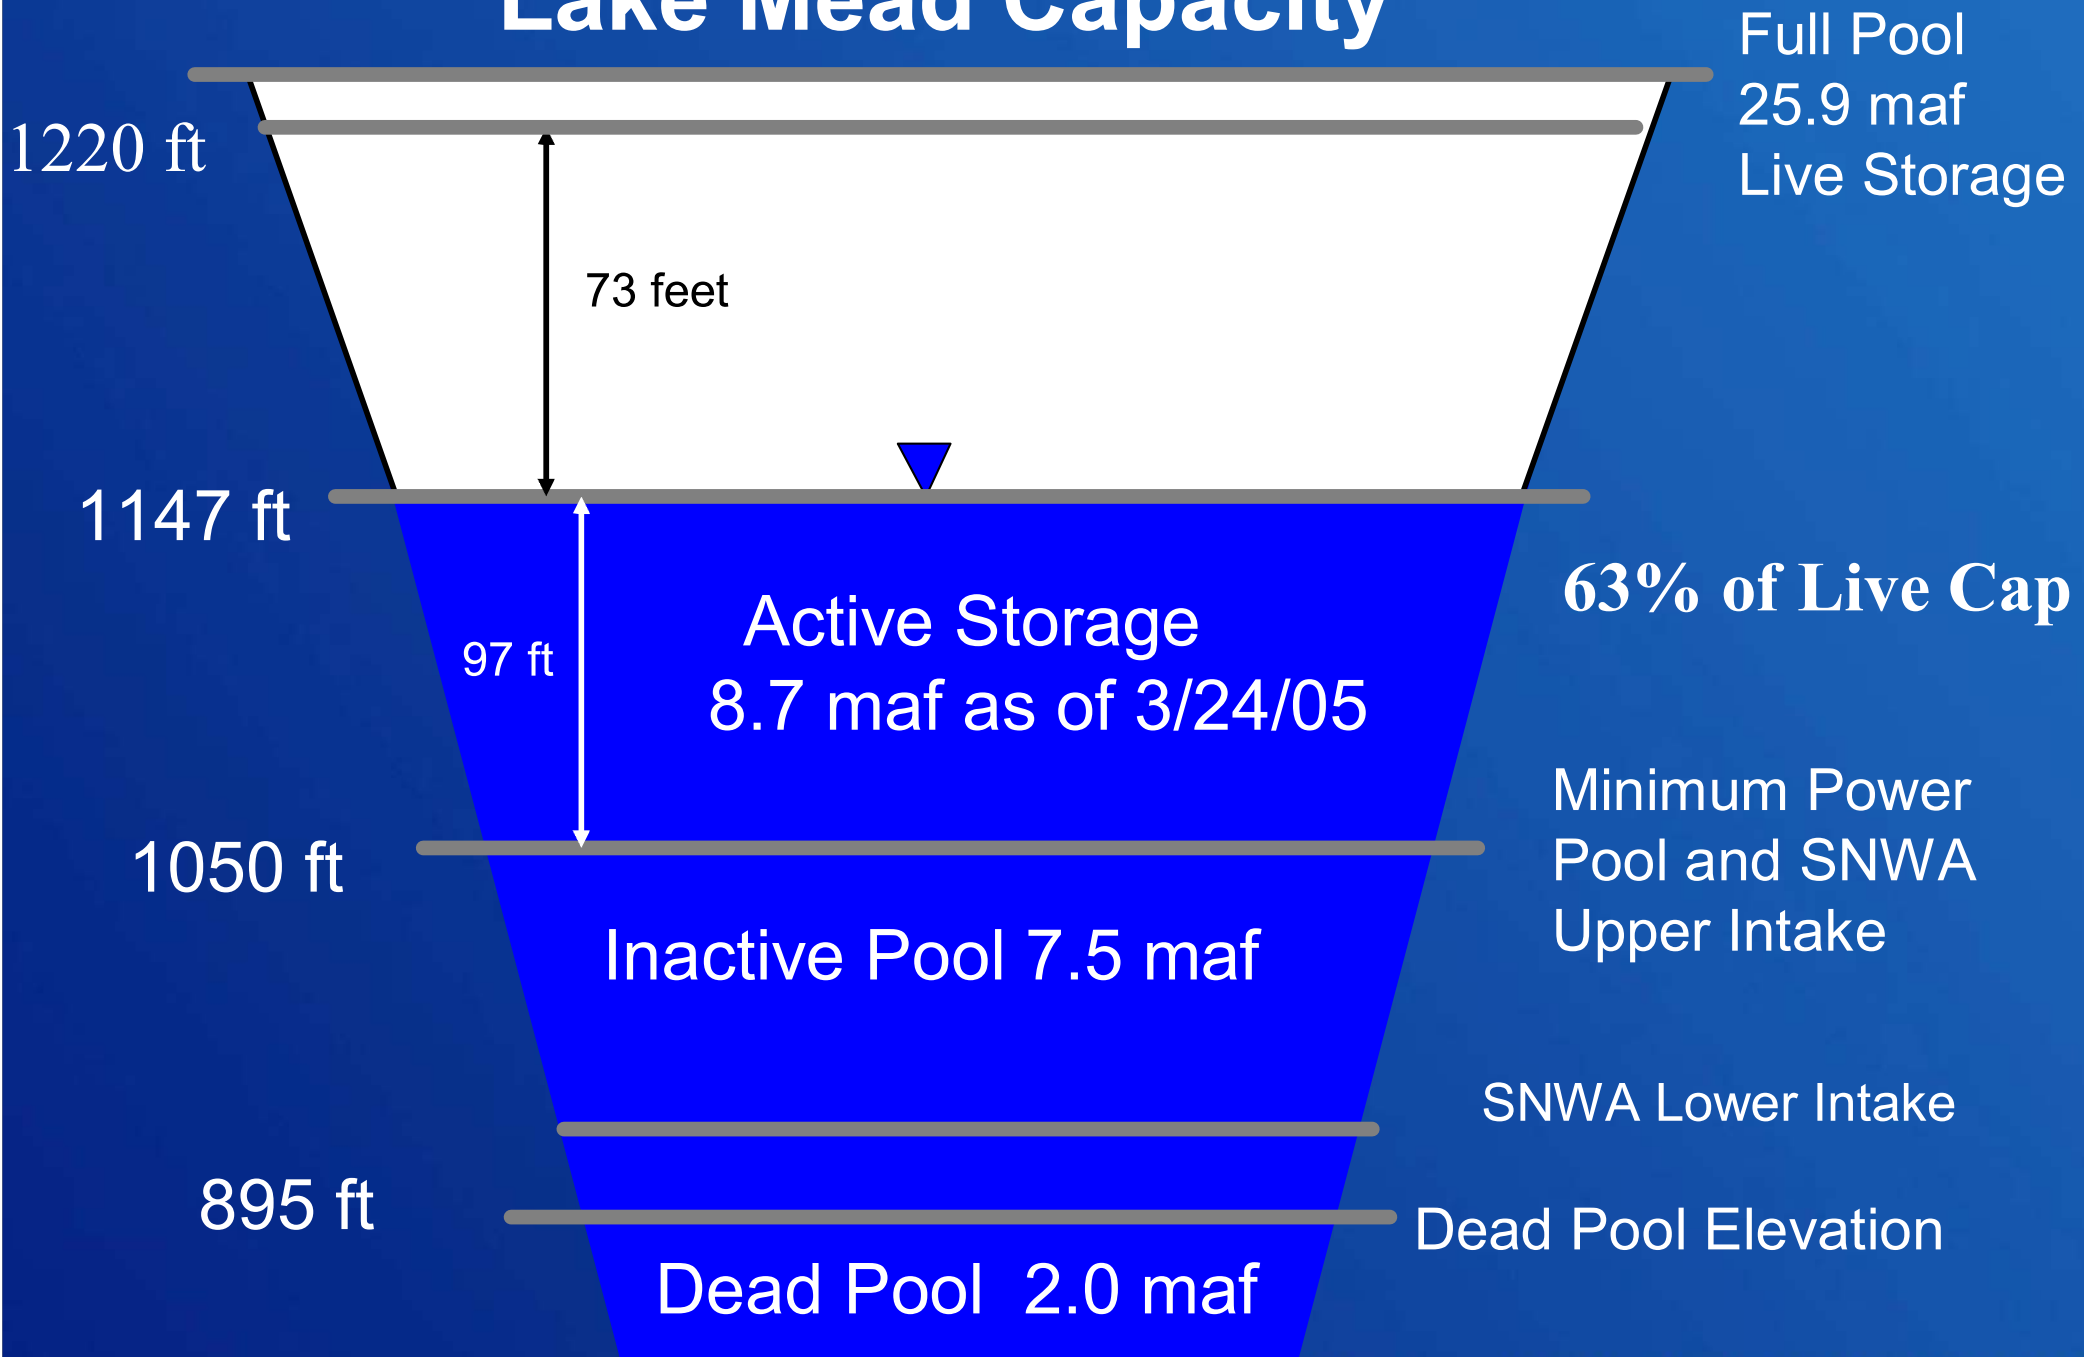 Lake Mead Capacity
Full Pool
25.9 maf
Live Storage
1220 ft
73 feet
1147 ft
63% of Live Cap
97 ft
Active Storage
8.7 maf as of 3/24/05
Minimum Power
Pool and SNWA
Upper Intake
1050 ft
Inactive Pool 7.5 maf
SNWA Lower Intake
895 ft
Dead Pool Elevation
Dead Pool 2.0 maf